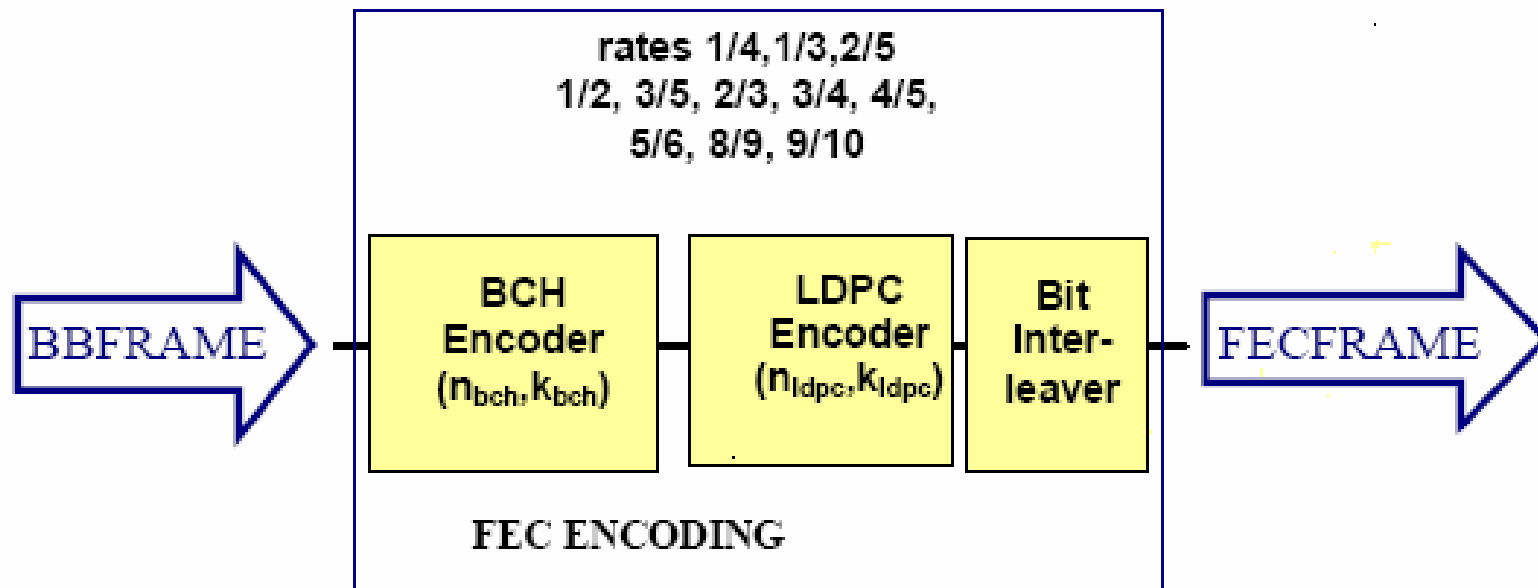 rates 1/4,1/3,2/5
1/2, 3/5, 2/3, 3/4, 4/5,
5/6, 8/9, 9/10
BBFRAME
BCH
Encoder
(nbch,kbch)
LDPC
Encoder
(nldpc,kldpc)
Bit
Inter-
leaver
FECFRAME
FEC ENCODING